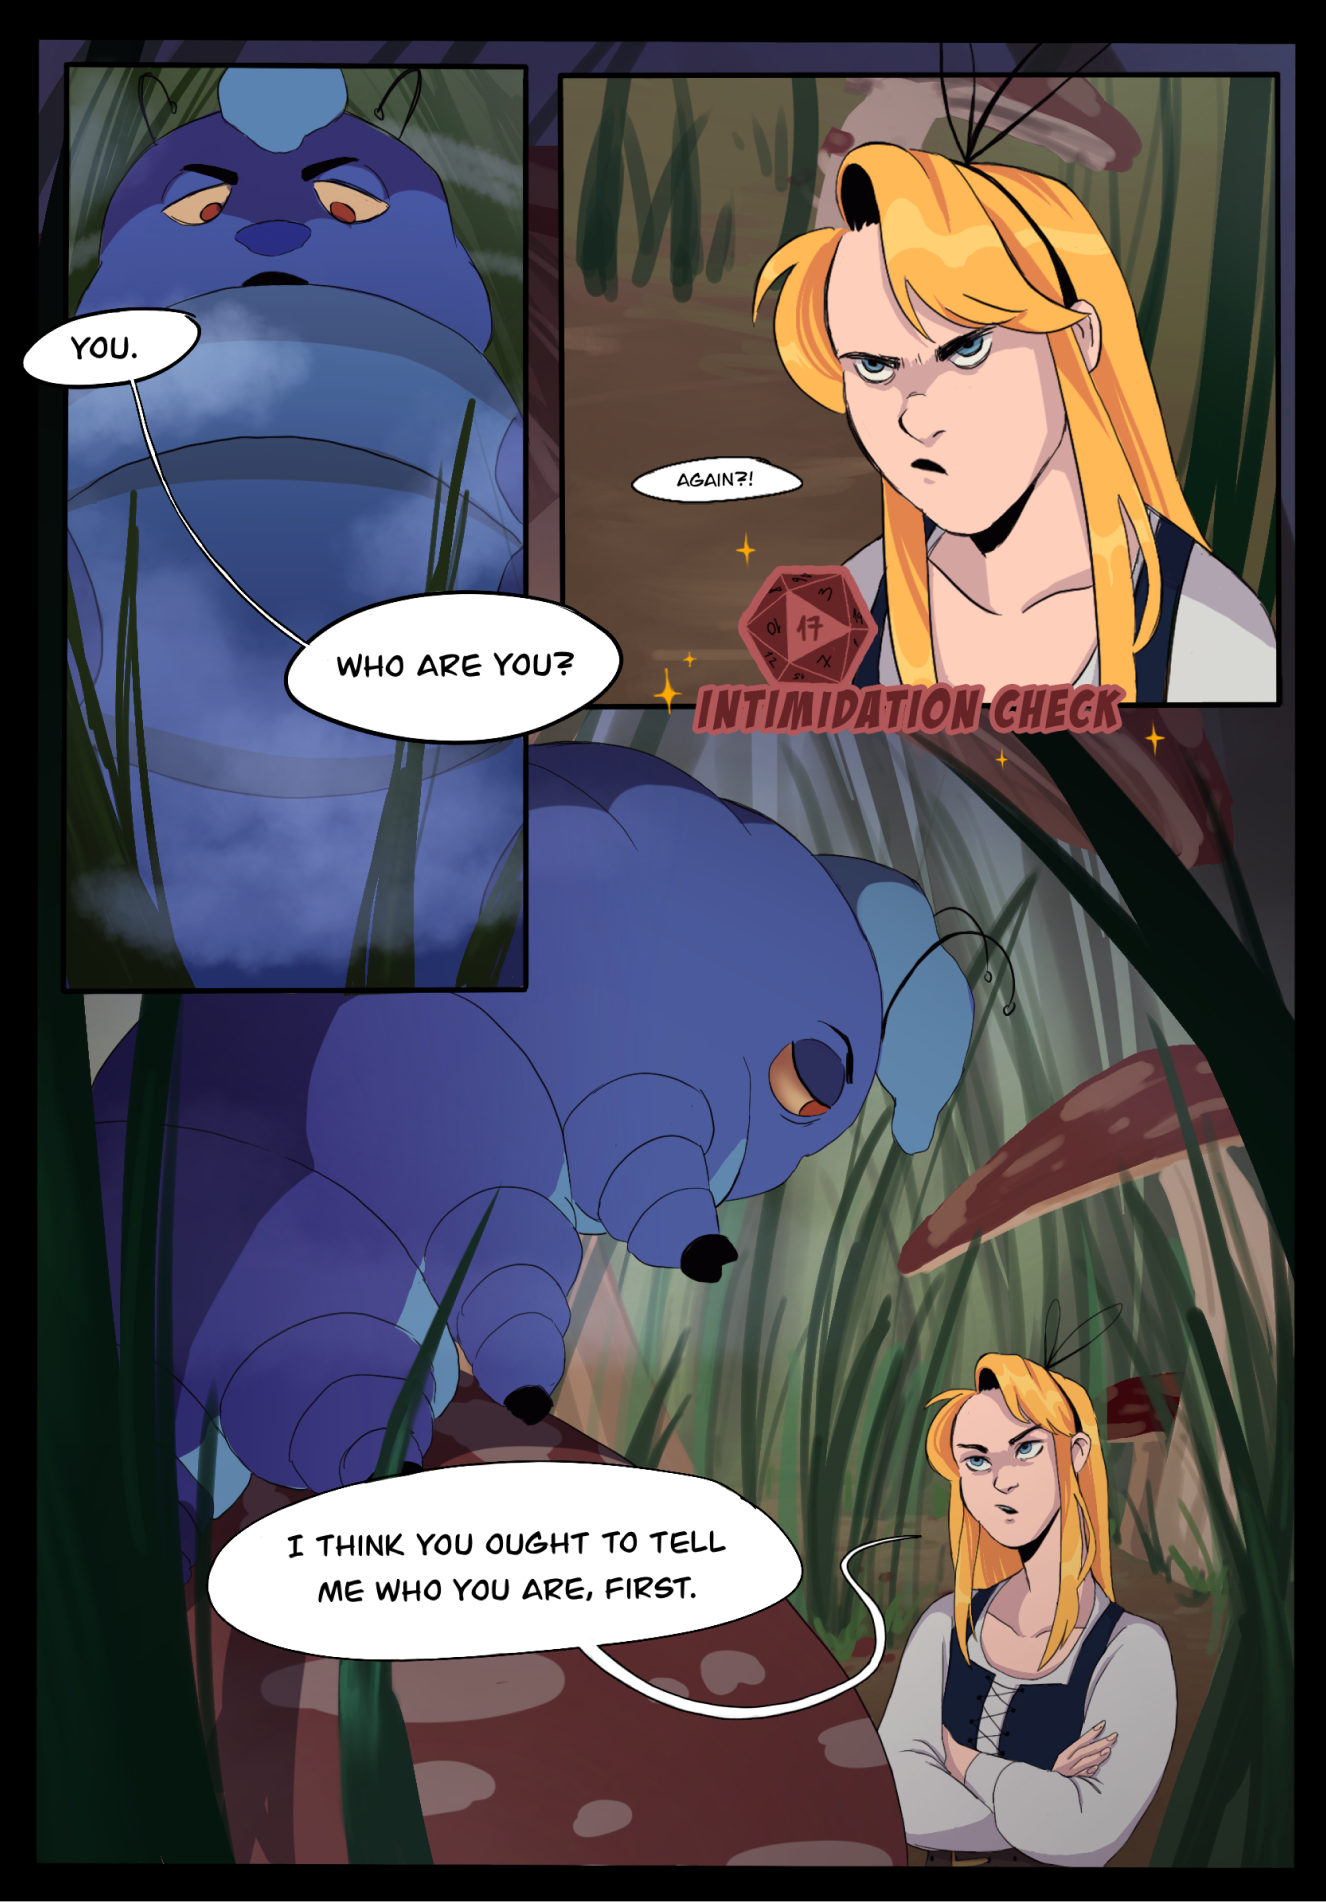 YOU.
WHO ARE YOU?
AGAIN?!
17
INTIMIDATION CHECK
I THINK YOU OUGHT TO TELL
ME WHO YOU ARE, FIRST.